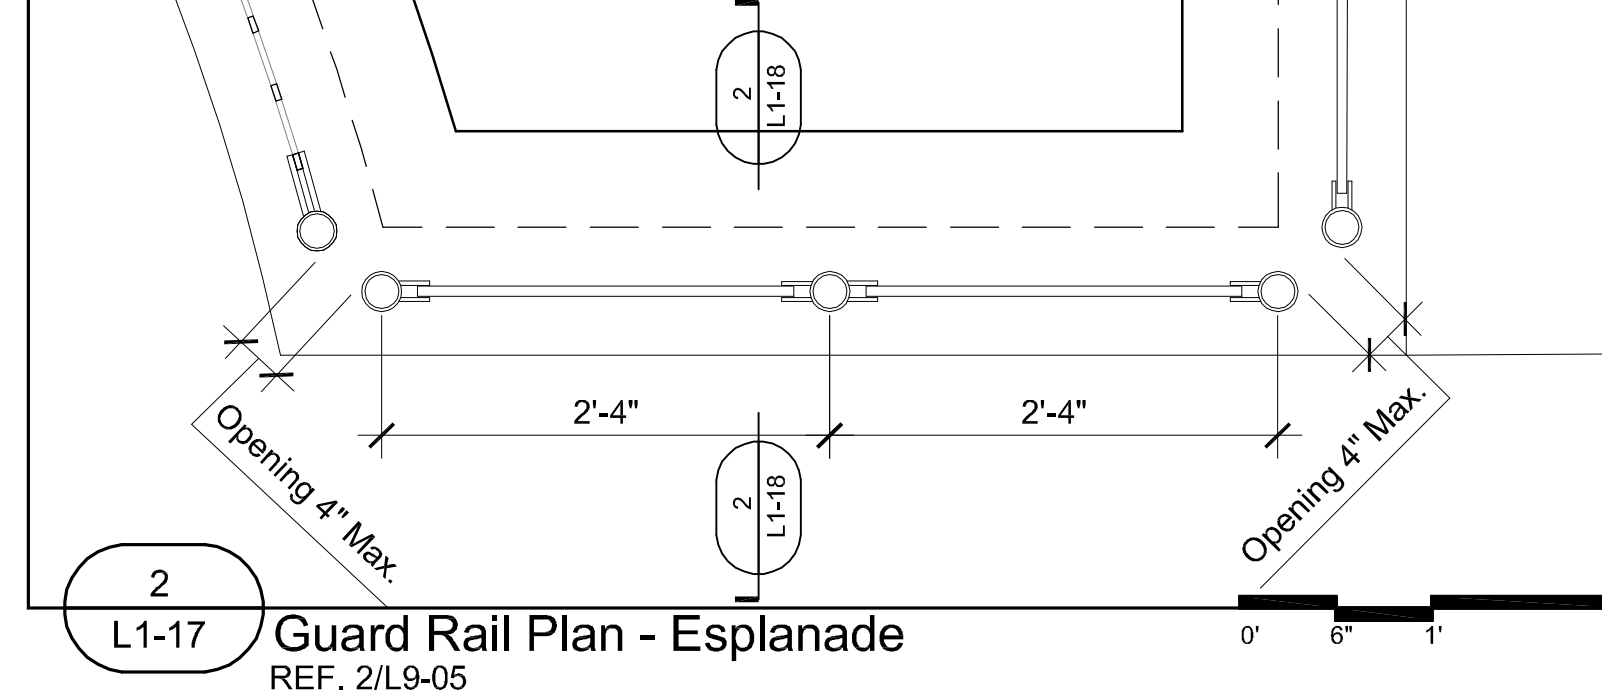 2
L1-18
2'-4"
2'-4"
Opening 4" Max.
Opening 4" Max.
2
L1-18
2
L1-17
Guard Rail Plan - Esplanade
REF. 2/L9-05
0' 6" 1'